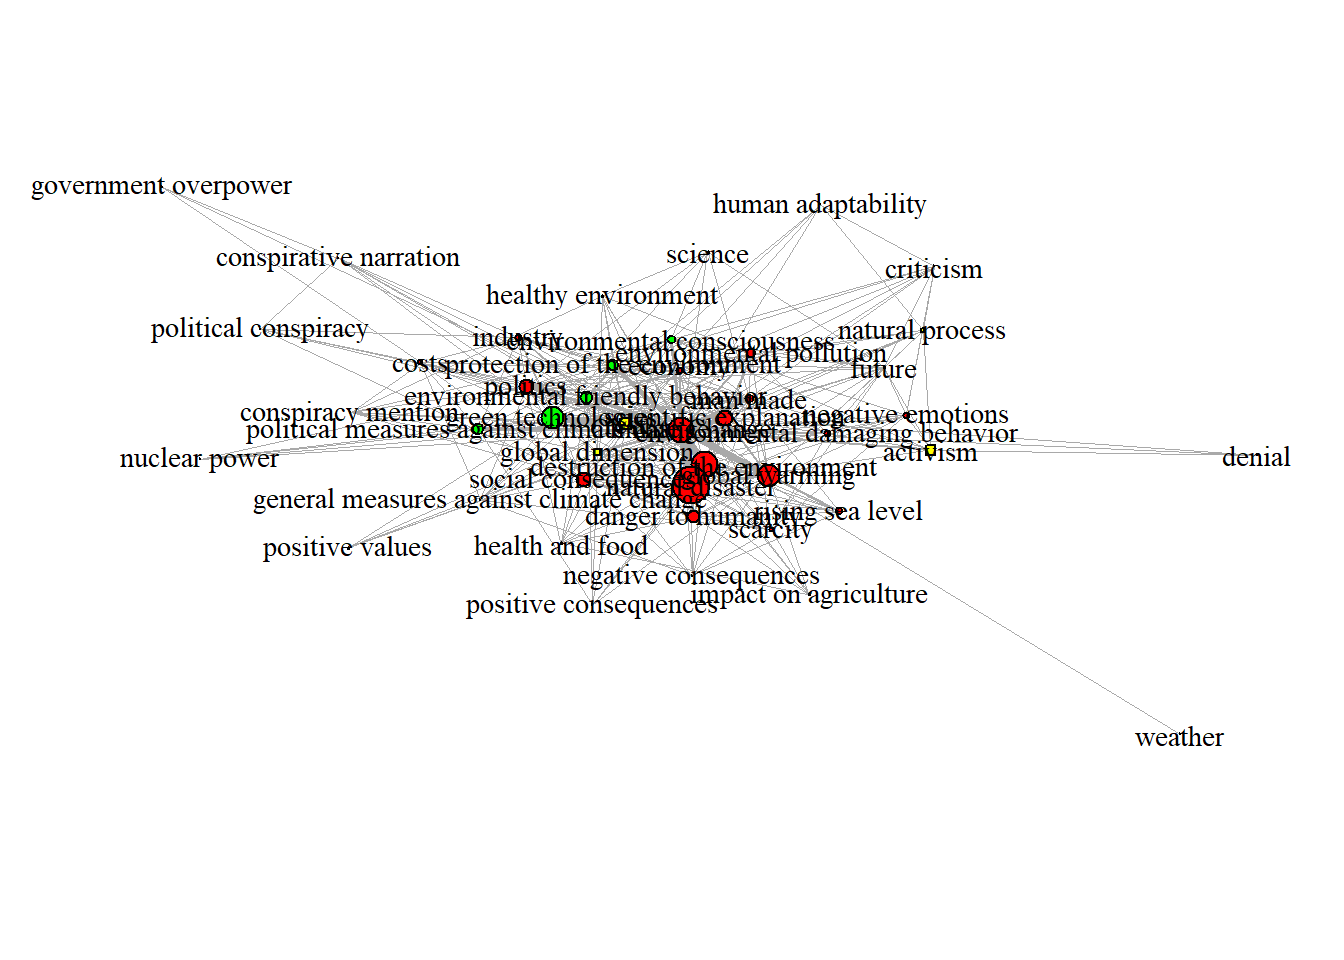 government overpower
human adaptability
conspirative narration
science
criticism
healthy environment
political conspiracy
industry
natural process
environmental consciousness
environmental pollution
costs
protection of the environment
economy
future
politics
environmental friendly behavior
man made
conspiracy mention
green technologies
scientific explanation
negative emotions
political measures against climate change
environmental damaging behavior
global dimension
activism
nuclear power
denial
destruction of the environment
social consequences
global warming
natural disaster
general measures against climate change
rising sea level
danger to humanity
scarcity
positive values
health and food
negative consequences
impact on agriculture
positive consequences
weather